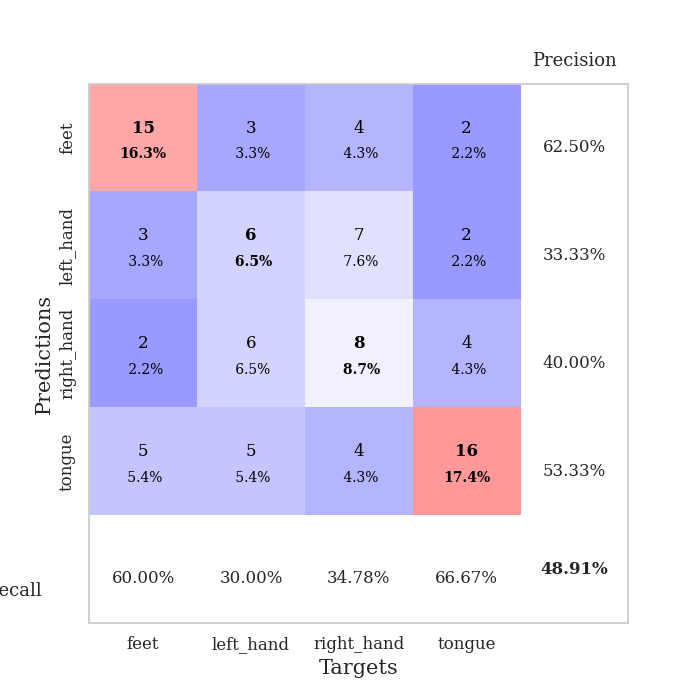 Precision
feet
15 3 4 2
16.3% 3.3% 4.3% 2.2%
62.50%
left_hand
3 6 7 2
3.3% 6.5% 7.6% 2.2%
33.33%
Predictions
right_hand
2 6 8 4
2.2% 6.5% 8.7% 4.3%
40.00%
tongue
5 5 4 16
5.4% 5.4% 4.3% 17.4%
53.33%
ecall
60.00% 30.00% 34.78% 66.67% 48.91%
feet left_hand right_hand tongue
Targets